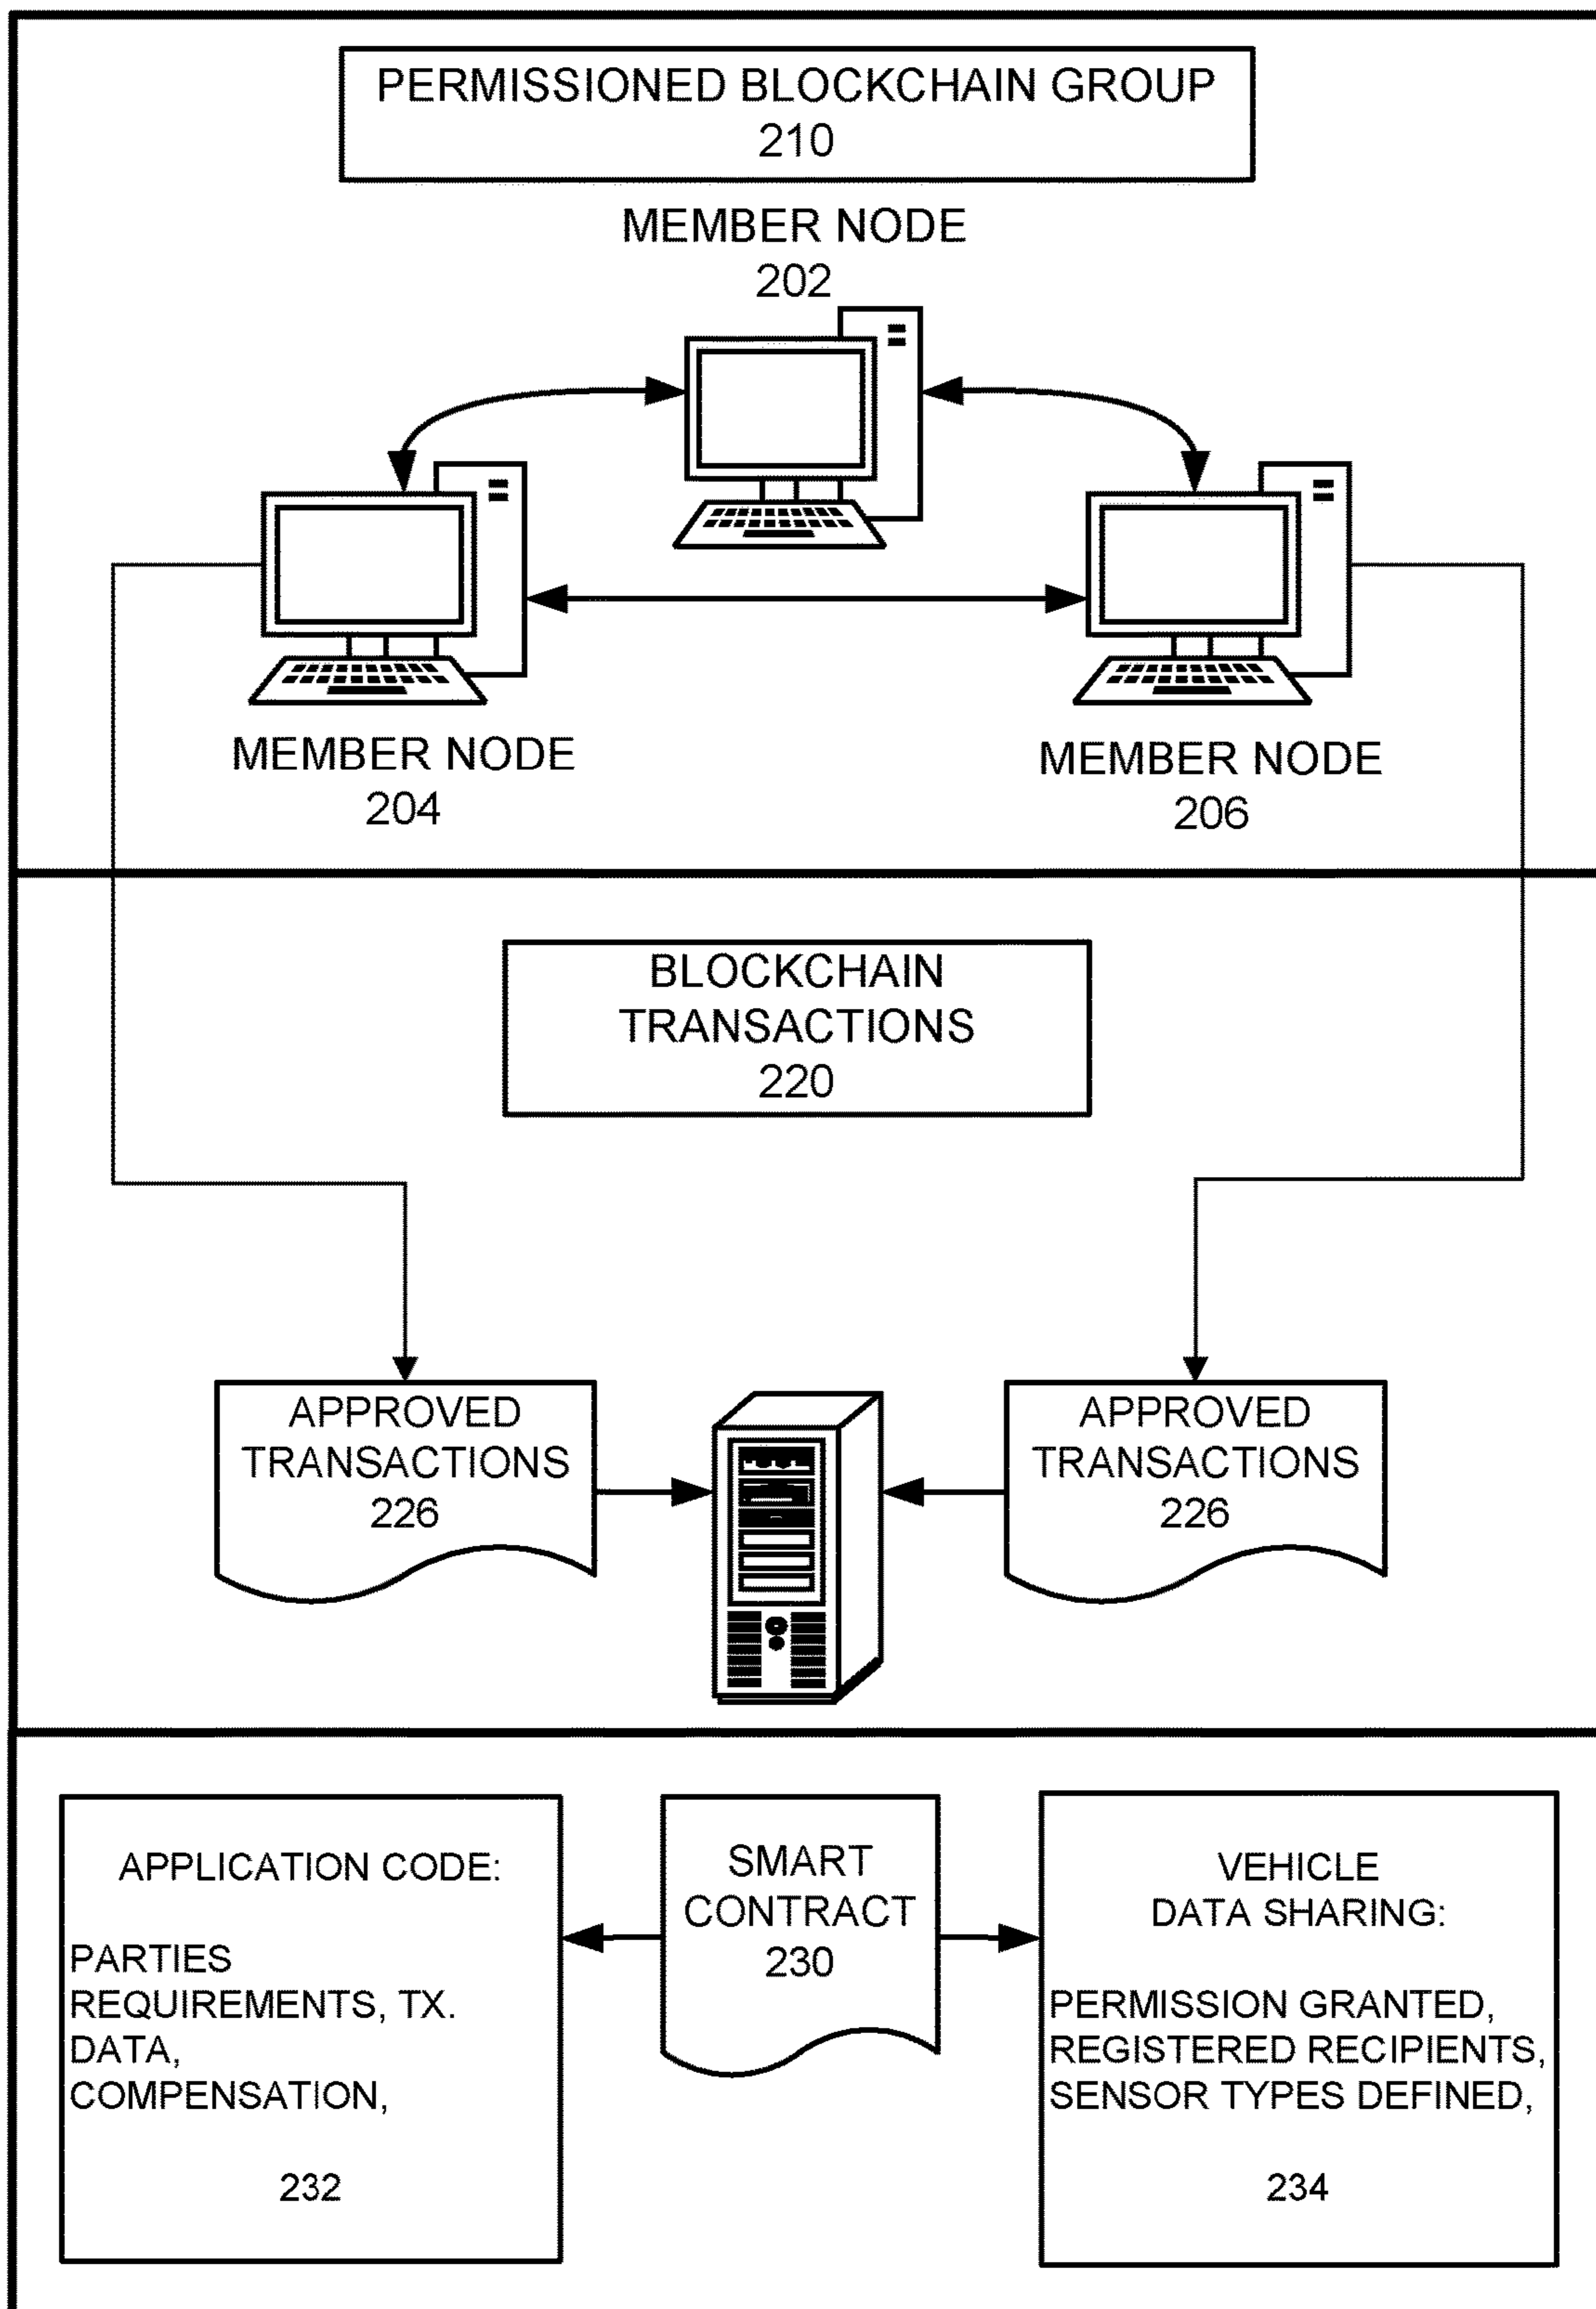 PERMISSIONED BLOCKCHAIN GROUP
210
MEMBER NODE
202
MEMBER NODE
204
MEMBER NODE
206
BLOCKCHAIN
TRANSACTIONS
220
APPROVED
TRANSACTIONS
226
APPROVED
TRANSACTIONS
226
APPLICATION CODE:
PARTIES
REQUIREMENTS, TX.
DATA,
COMPENSATION,
232
SMART
CONTRACT
230
VEHICLE
DATA SHARING:
PERMISSION GRANTED,
REGISTERED RECIPIENTS,
SENSOR TYPES DEFINED,
234